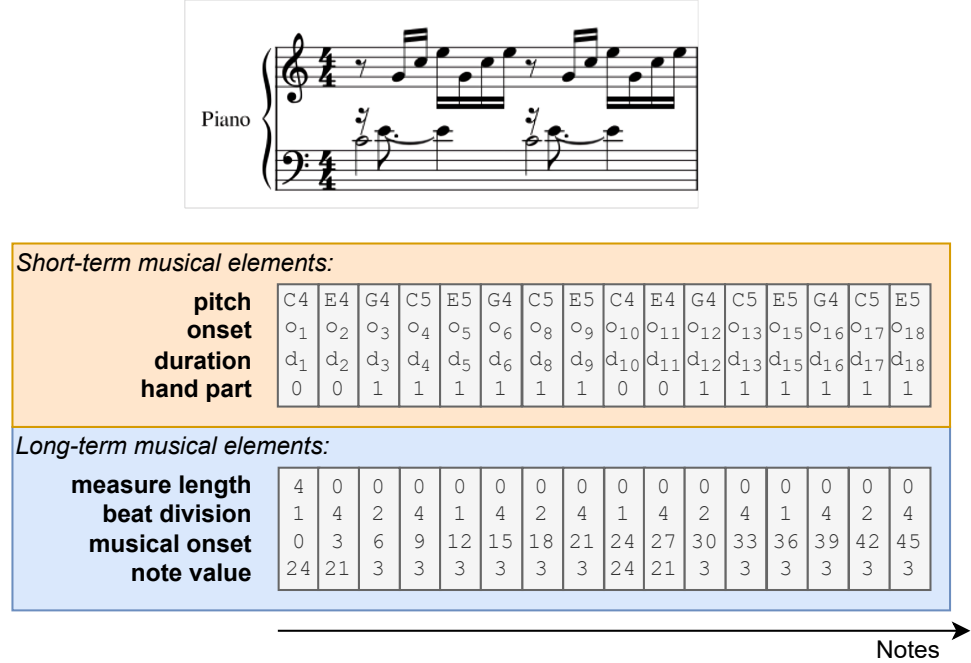 Piano
4
4
4
4
Short-term musical elements:
pitch C4 E4 G4 C5 E5 G4 C5 E5 C4 E4 G4 C5 E5 G4 C5 E5
onset o1 o2 o3 o4 o5 o6 o8 o9 o10 o11 o12 o13 o15 o16 o17 o18
duration d1 d2 d3 d4 d5 d6 d8 d9 d10 d11 d12 d13 d15 d16 d17 d18
hand part 0 0 1 1 1 1 1 1 0 0 1 1 1 1 1 1
Long-term musical elements:
measure length 4 0 0 0 0 0 0 0 0 0 0 0 0 0 0 0
beat division 1 4 2 4 1 4 2 4 1 4 2 4 1 4 2 4
musical onset 0 3 6 9 12 15 18 21 24 27 30 33 36 39 42 45
note value 24 21 3 3 3 3 3 3 24 21 3 3 3 3 3 3
Notes